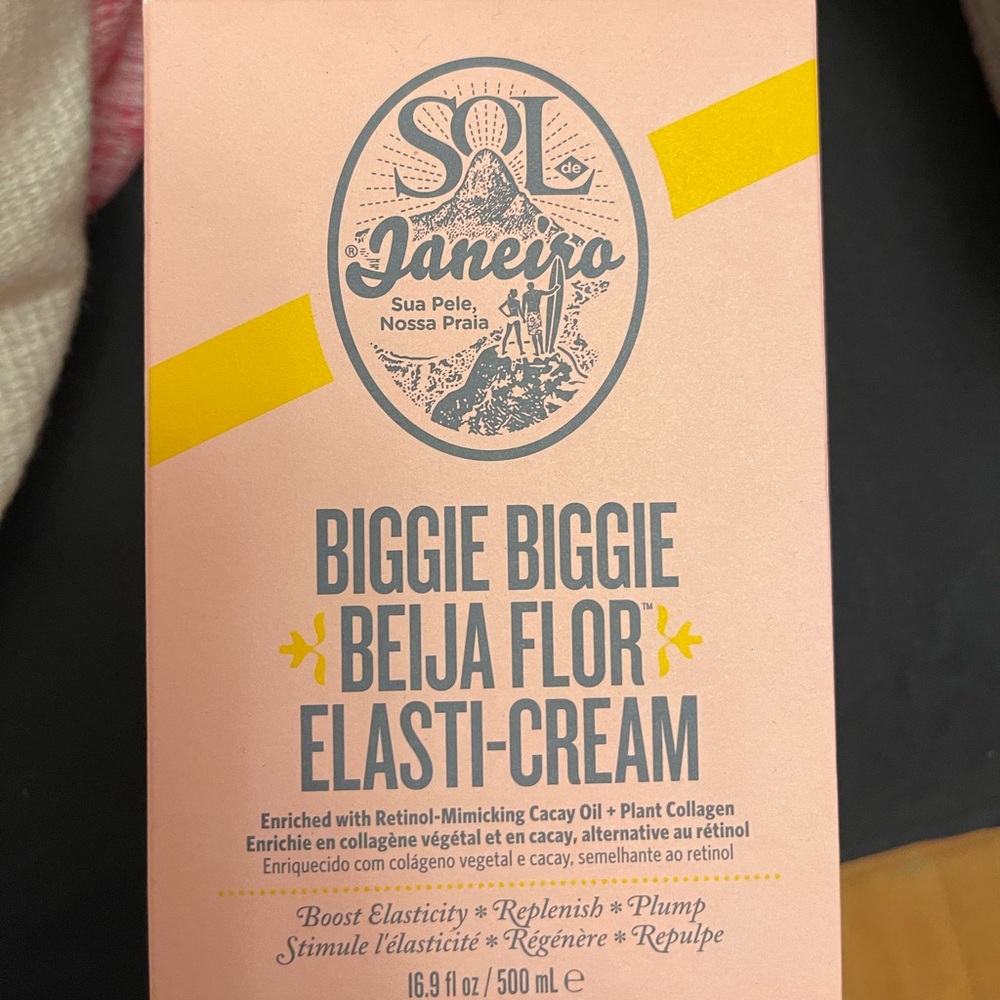 SOL de
® Janeiro
Sua Pele,
Nossa Praia
BIGGIE BIGGIE
BEIJA FLOR™
ELASTI-CREAM
Enriched with Retinol-Mimicking Cacay Oil + Plant Collagen
Enrichie en collagène végétal et en cacay, alternative au rétinol
Enriquecido com colágeno vegetal e cacay, semelhante ao retinol
Boost Elasticity * Replenish * Plump
Stimule l'élasticité * Régénère * Repulpe
16.9 fl oz / 500 mL ℮